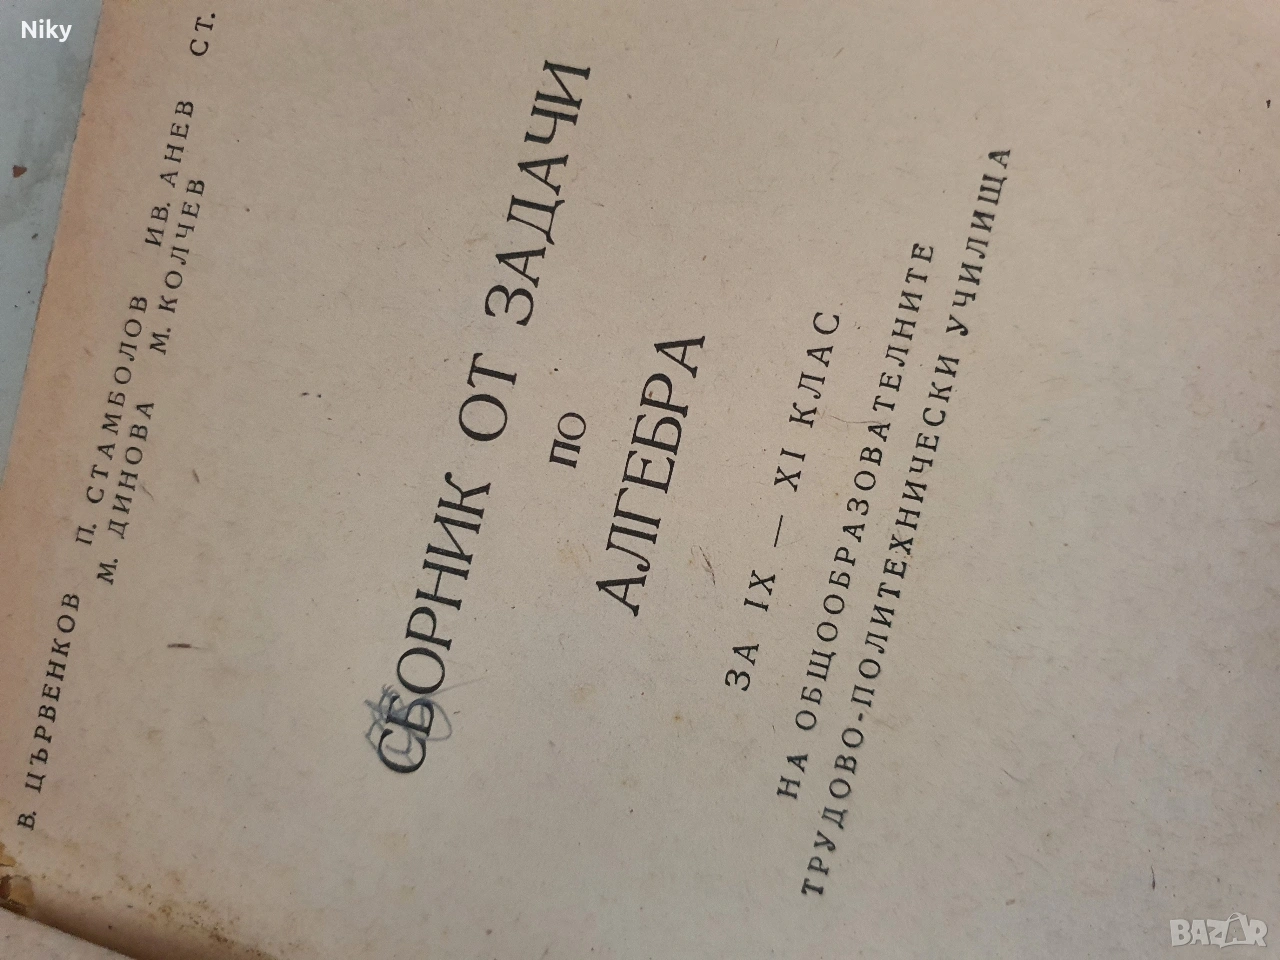 Niky
В. ЦЪРВЕНКОВ П. СТАМБОЛОВ ИВ. АНЕВ СТ.
М. ДИНОВА М. КОЛЧЕВ
СБОРНИК ОТ ЗАДАЧИ
ПО
АЛГЕБРА
ЗА IX — XI КЛАС
НА ОБЩООБРАЗОВАТЕЛНИТЕ
ТРУДОВО-ПОЛИТЕХНИЧЕСКИ УЧИЛИЩА
BAZAR